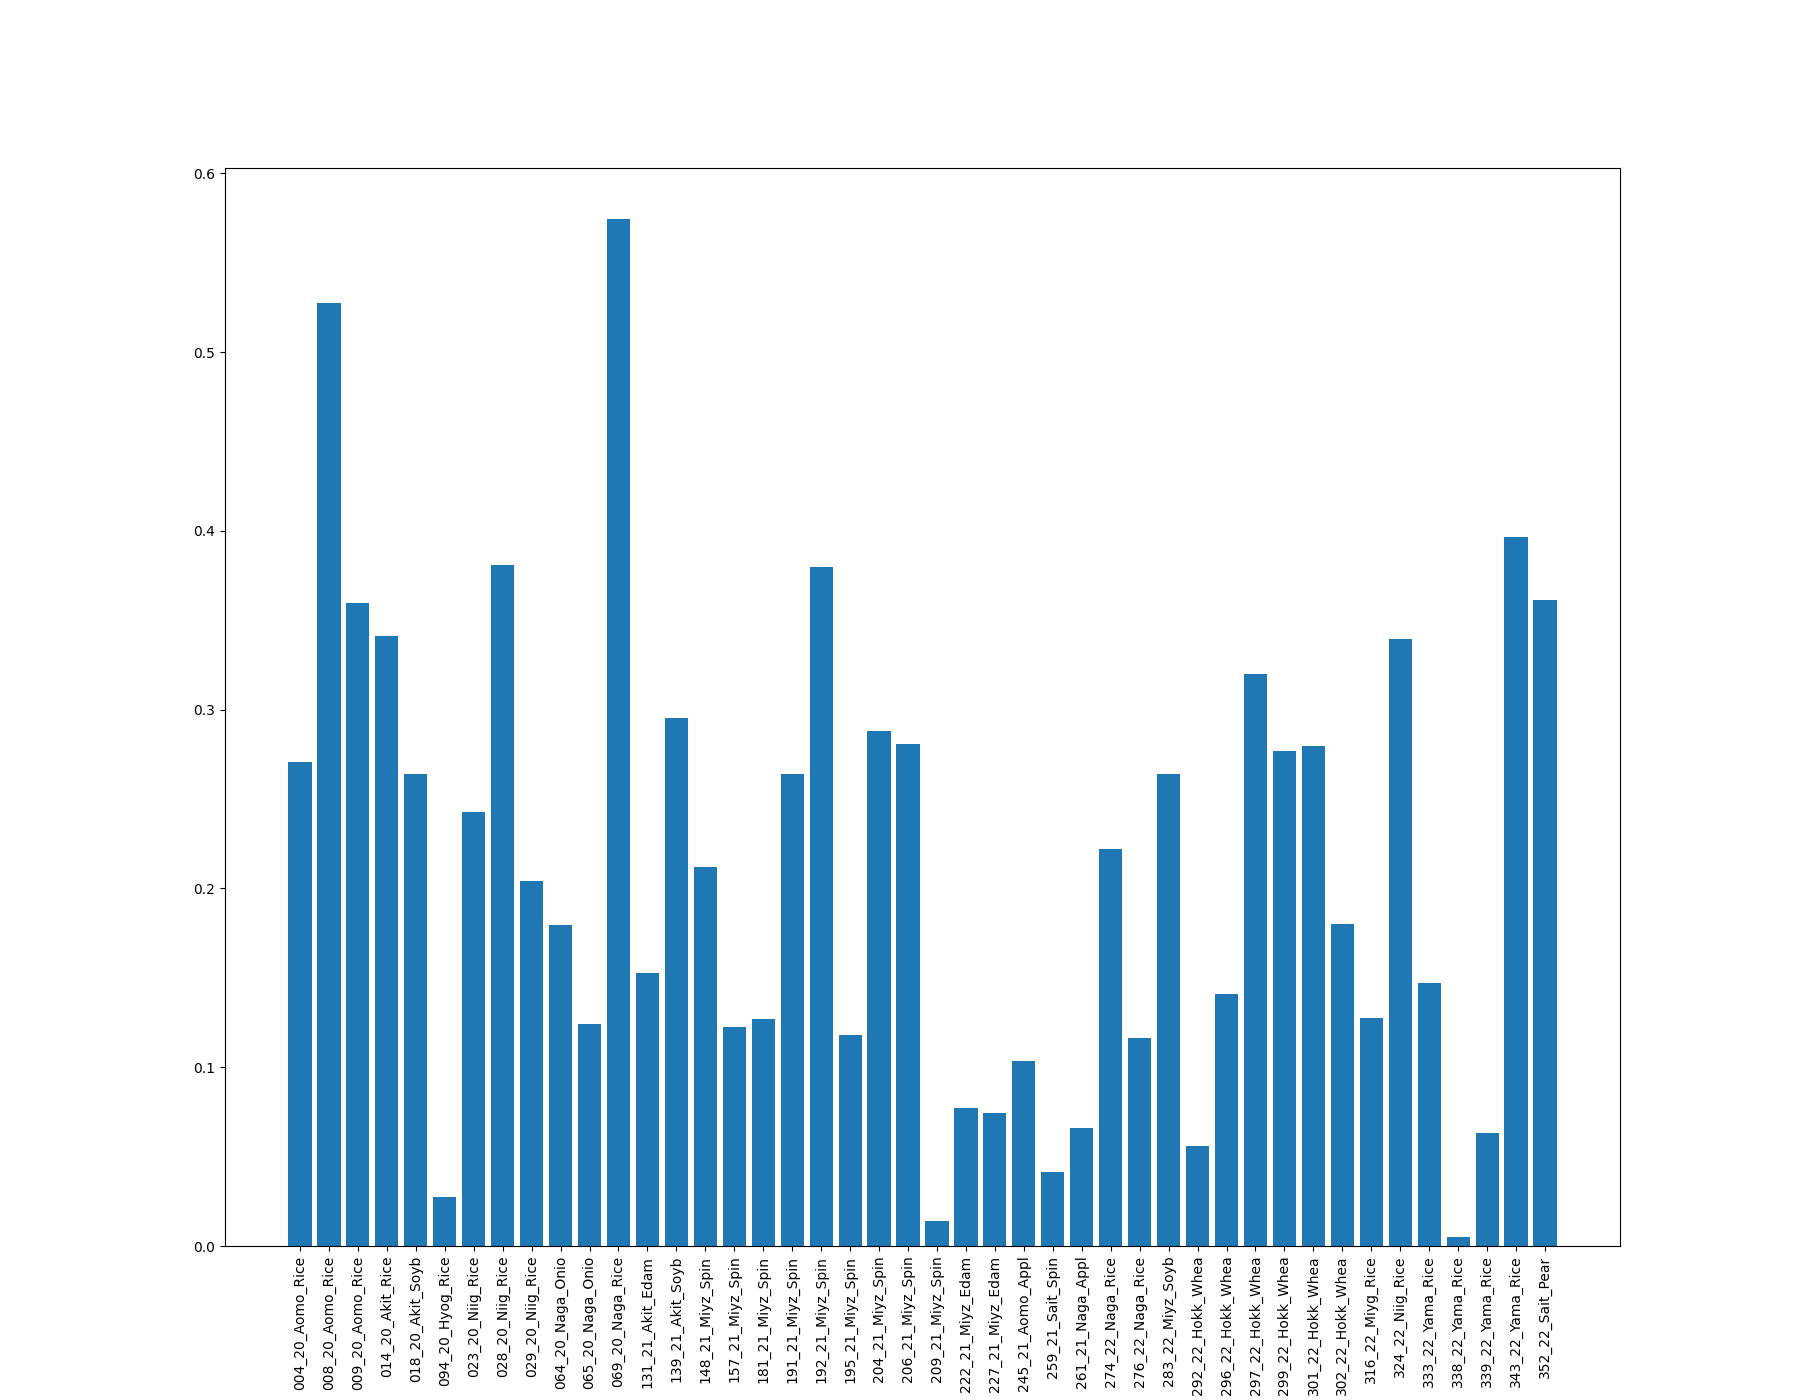 0.6
0.5
0.4
0.3
0.2
0.1
0.0
004_20_Aomo_Rice
008_20_Aomo_Rice
009_20_Aomo_Rice
014_20_Akit_Rice
018_20_Akit_Soyb
094_20_Hyog_Rice
023_20_Niig_Rice
028_20_Niig_Rice
029_20_Niig_Rice
064_20_Naga_Onio
065_20_Naga_Onio
069_20_Naga_Rice
131_21_Akit_Edam
139_21_Akit_Soyb
148_21_Miyz_Spin
157_21_Miyz_Spin
181_21_Miyz_Spin
191_21_Miyz_Spin
192_21_Miyz_Spin
195_21_Miyz_Spin
204_21_Miyz_Spin
206_21_Miyz_Spin
209_21_Miyz_Spin
222_21_Miyz_Edam
227_21_Miyz_Edam
245_21_Aomo_Appl
259_21_Sait_Spin
261_21_Naga_Appl
274_22_Naga_Rice
276_22_Naga_Rice
283_22_Miyz_Soyb
292_22_Hokk_Whea
296_22_Hokk_Whea
297_22_Hokk_Whea
299_22_Hokk_Whea
301_22_Hokk_Whea
302_22_Hokk_Whea
316_22_Miyg_Rice
324_22_Niig_Rice
333_22_Yama_Rice
338_22_Yama_Rice
339_22_Yama_Rice
343_22_Yama_Rice
352_22_Sait_Pear